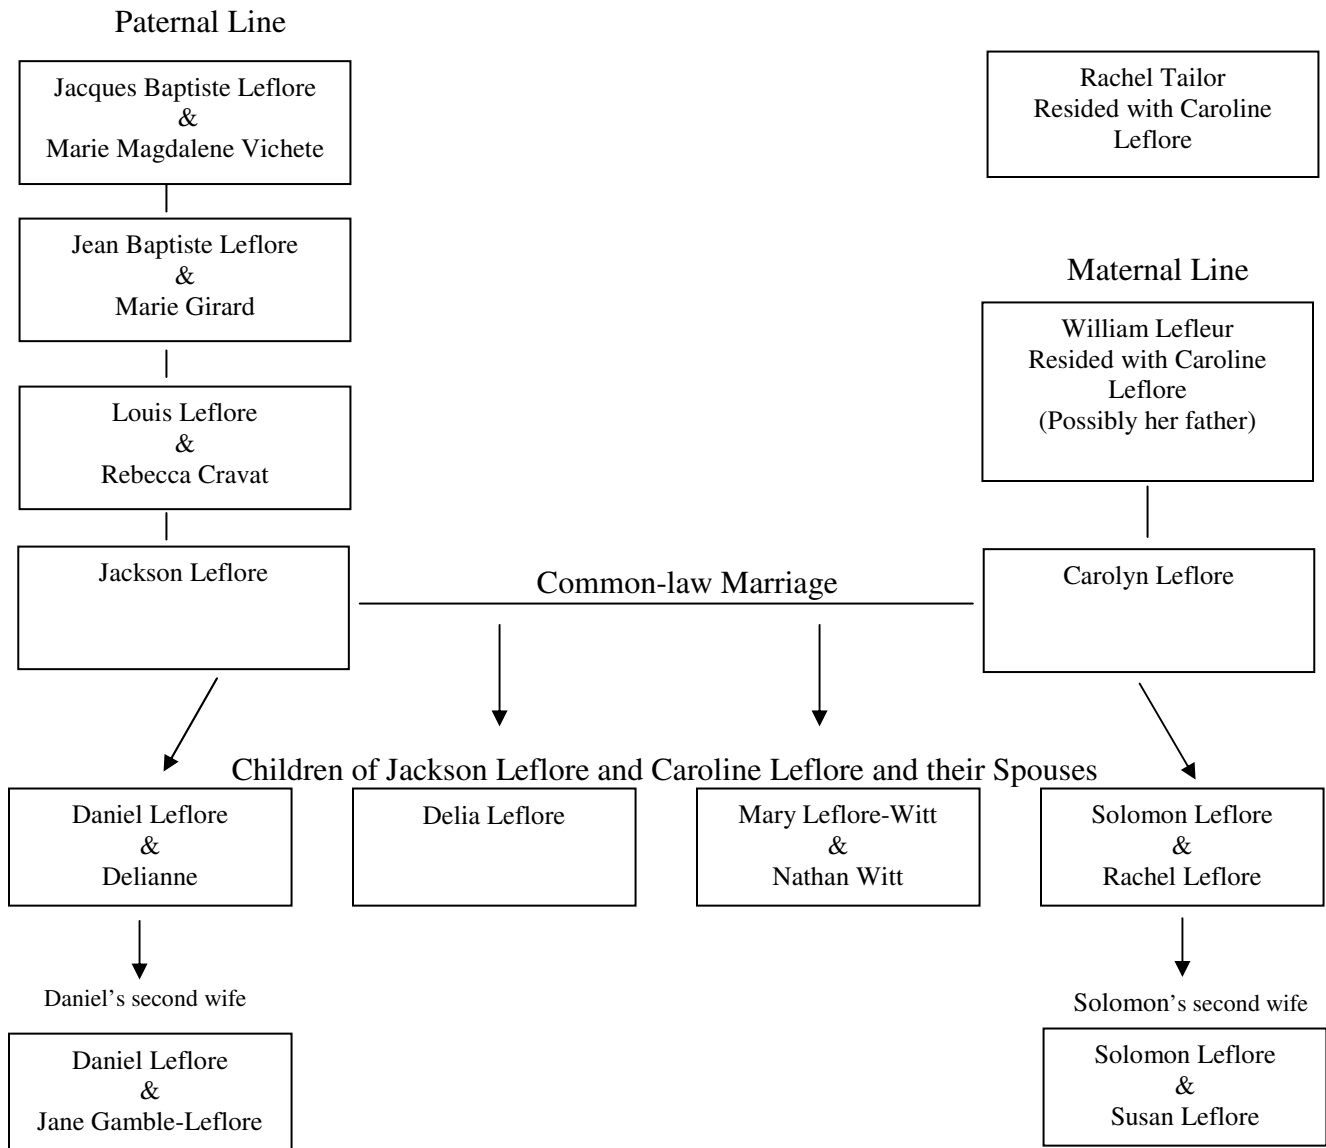 Paternal Line
Jacques Baptiste Leflore
&
Marie Magdalene Vichete
Rachel Tailor
Resided with Caroline
Leflore
Jean Baptiste Leflore
&
Marie Girard
Maternal Line
William Lefleur
Resided with Caroline
Leflore
(Possibly her father)
Louis Leflore
&
Rebecca Cravat
Jackson Leflore
Common-law Marriage
Carolyn Leflore
Children of Jackson Leflore and Caroline Leflore and their Spouses
Daniel Leflore
&
Delianne
Delia Leflore
Mary Leflore-Witt
&
Nathan Witt
Solomon Leflore
&
Rachel Leflore
Daniel's second wife
Daniel Leflore
&
Jane Gamble-Leflore
Solomon's second wife
Solomon Leflore
&
Susan Leflore